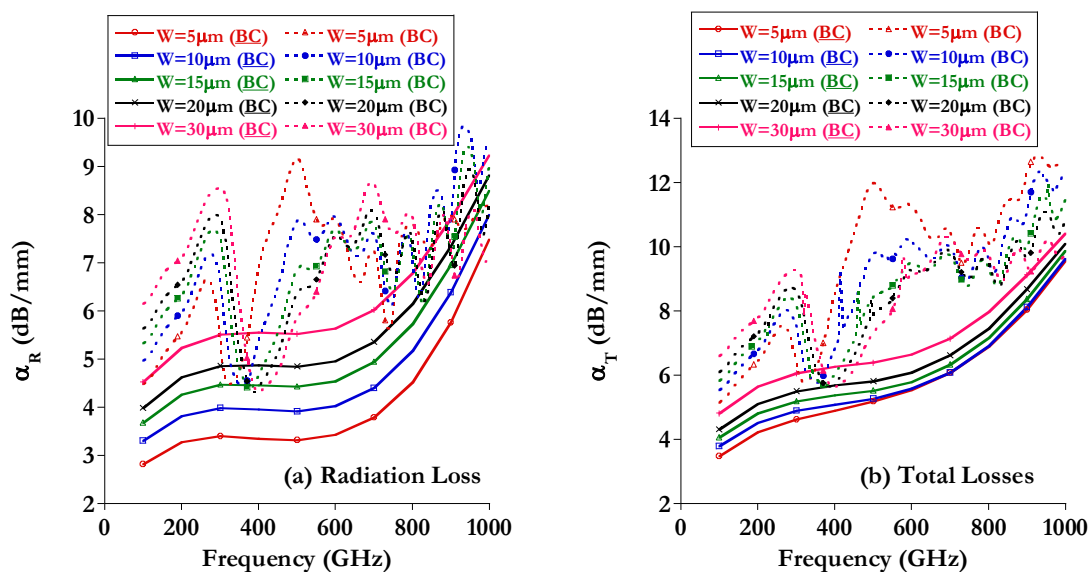 W=5μm (BC) W=5μm (BC)
W=10μm (BC) W=10μm (BC)
W=15μm (BC) W=15μm (BC)
W=20μm (BC) W=20μm (BC)
W=30μm (BC) W=30μm (BC)
10
9
8
7
6
5
4
3
2
α_R (dB/mm)
(a) Radiation Loss
0 200 400 600 800 1000
Frequency (GHz)
W=5μm (BC) W=5μm (BC)
W=10μm (BC) W=10μm (BC)
W=15μm (BC) W=15μm (BC)
W=20μm (BC) W=20μm (BC)
W=30μm (BC) W=30μm (BC)
14
12
10
8
6
4
2
α_T (dB/mm)
(b) Total Losses
0 200 400 600 800 1000
Frequency (GHz)